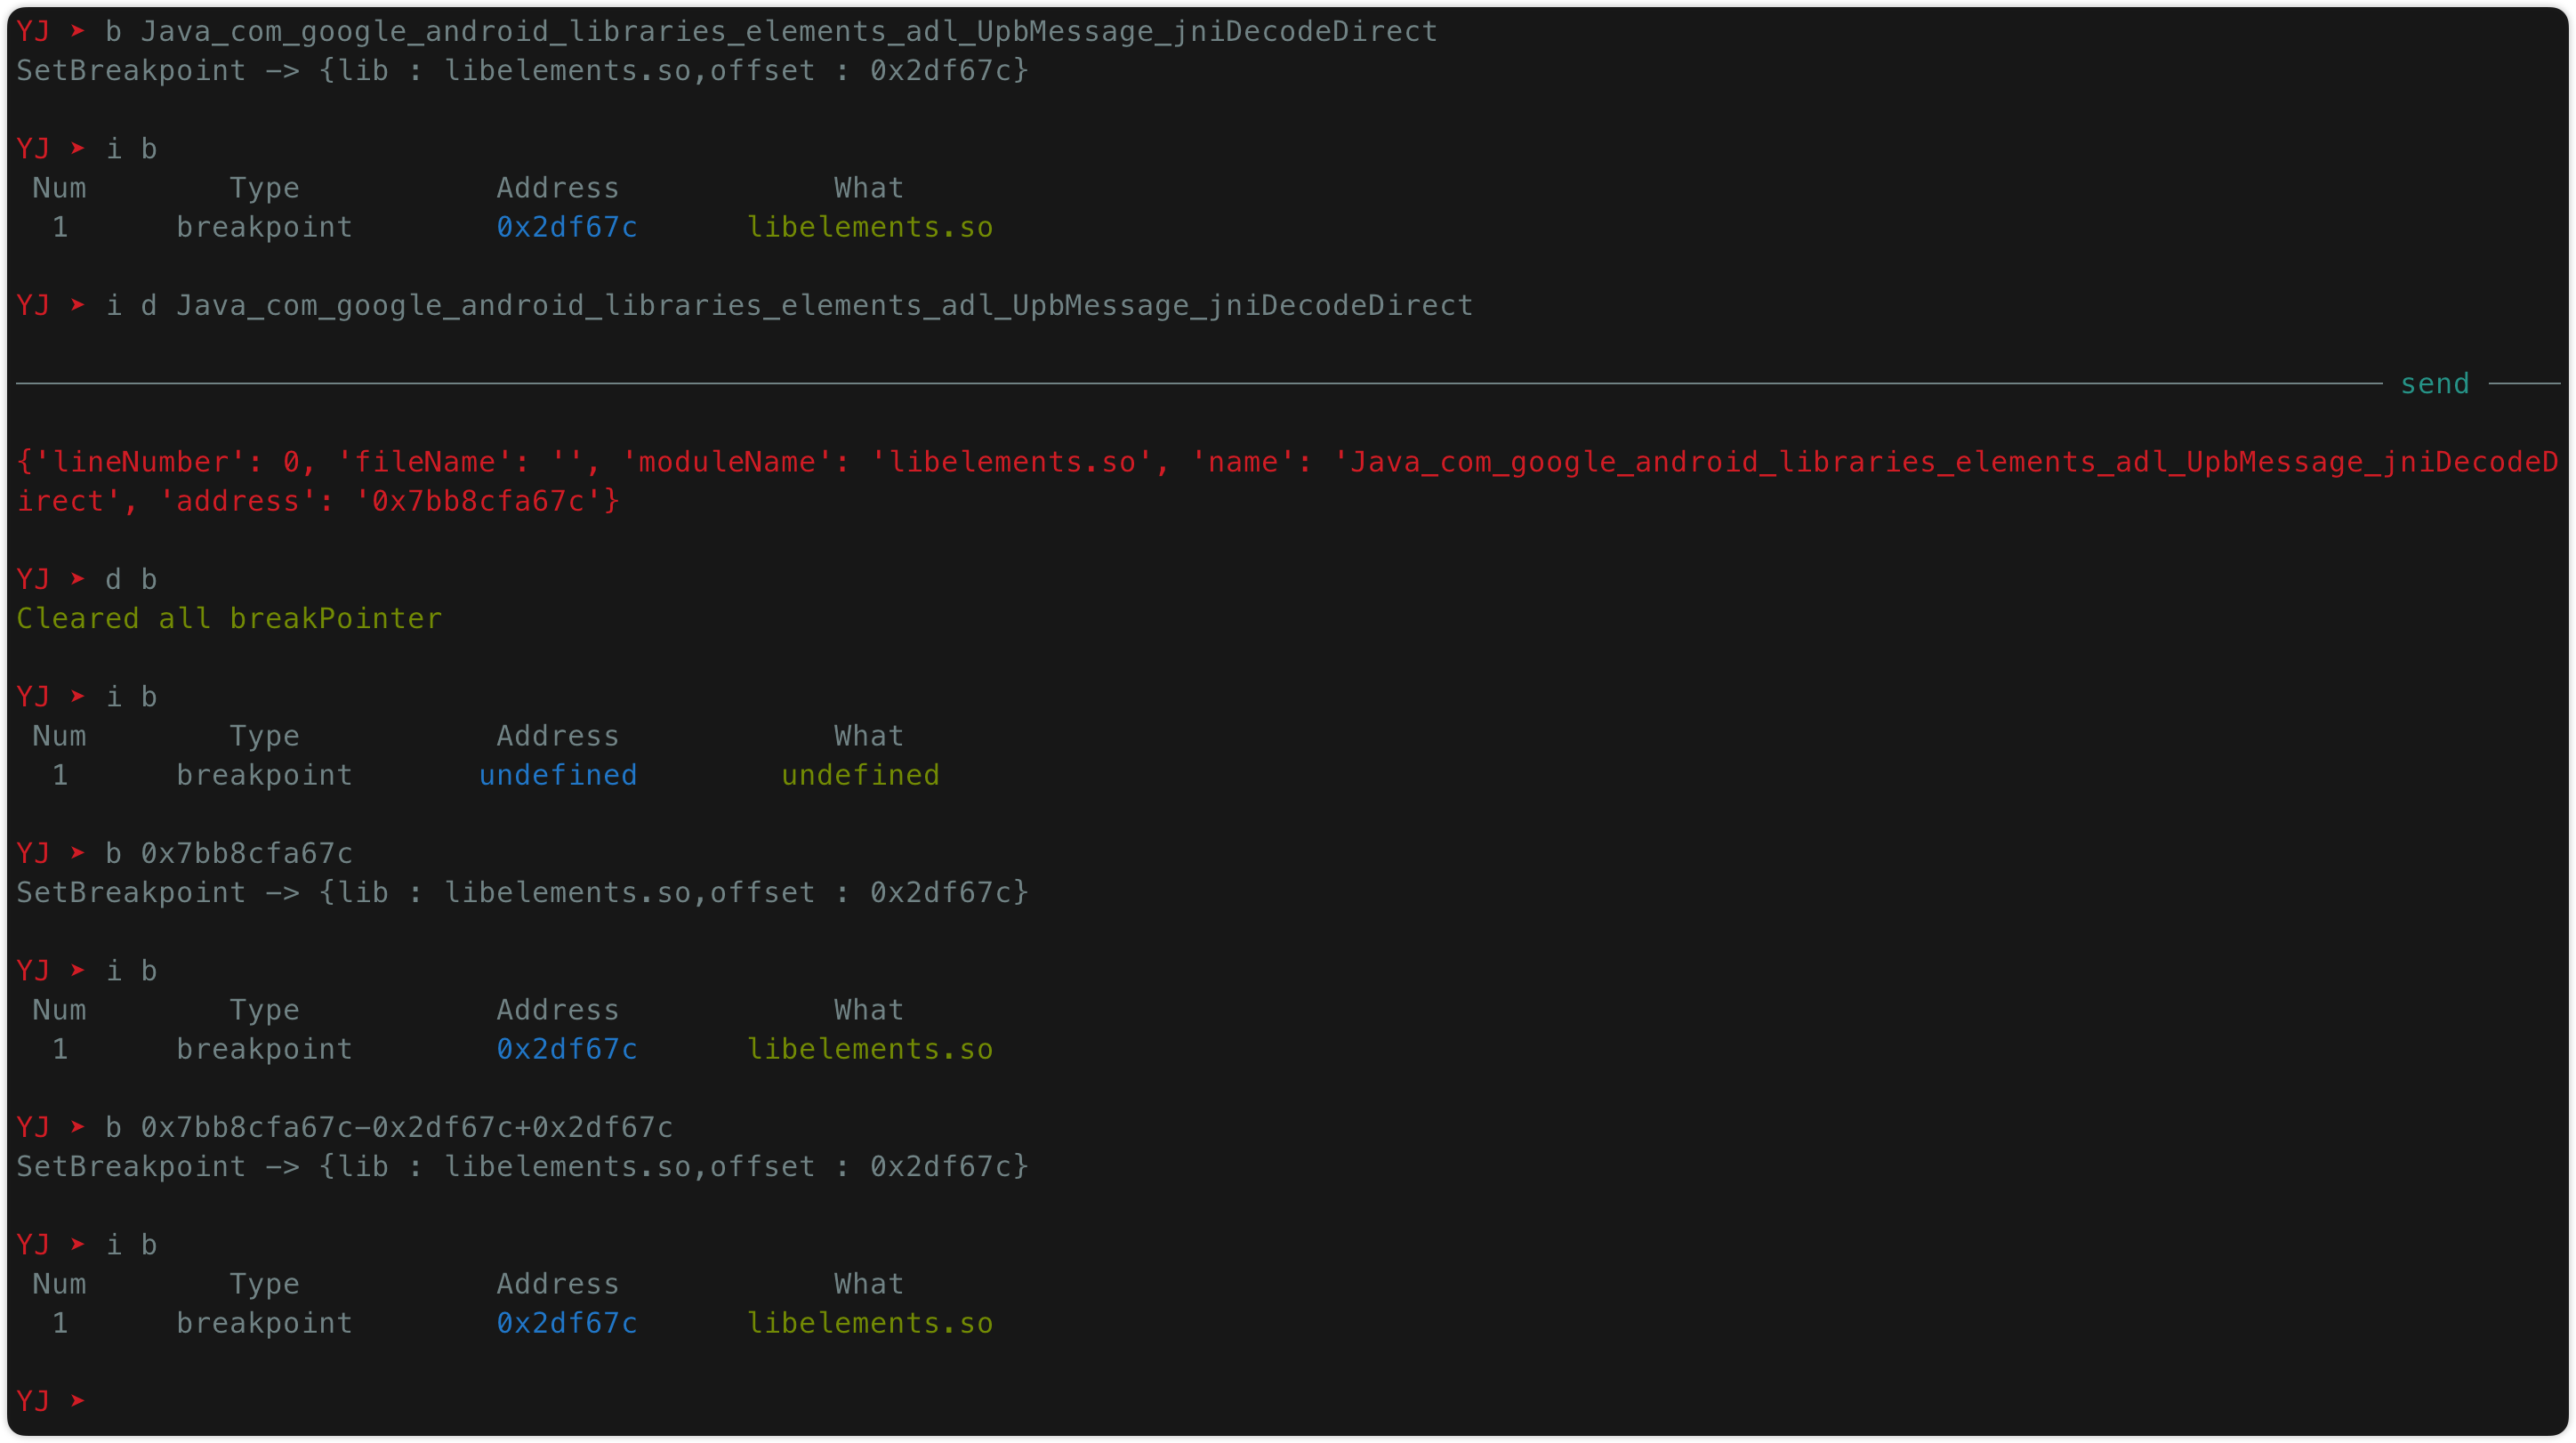 YJ ➤ b Java_com_google_android_libraries_elements_adl_UpbMessage_jniDecodeDirect
SetBreakpoint -> {lib : libelements.so,offset : 0x2df67c}
YJ ➤ i b
Num Type Address What
1 breakpoint 0x2df67c libelements.so
YJ ➤ i d Java_com_google_android_libraries_elements_adl_UpbMessage_jniDecodeDirect
send
{'lineNumber': 0, 'fileName': '', 'moduleName': 'libelements.so', 'name': 'Java_com_google_android_libraries_elements_adl_UpbMessage_jniDecodeD
irect', 'address': '0x7bb8cfa67c'}
YJ ➤ d b
Cleared all breakPointer
YJ ➤ i b
Num Type Address What
1 breakpoint undefined undefined
YJ ➤ b 0x7bb8cfa67c
SetBreakpoint -> {lib : libelements.so,offset : 0x2df67c}
YJ ➤ i b
Num Type Address What
1 breakpoint 0x2df67c libelements.so
YJ ➤ b 0x7bb8cfa67c-0x2df67c+0x2df67c
SetBreakpoint -> {lib : libelements.so,offset : 0x2df67c}
YJ ➤ i b
Num Type Address What
1 breakpoint 0x2df67c libelements.so
YJ ➤